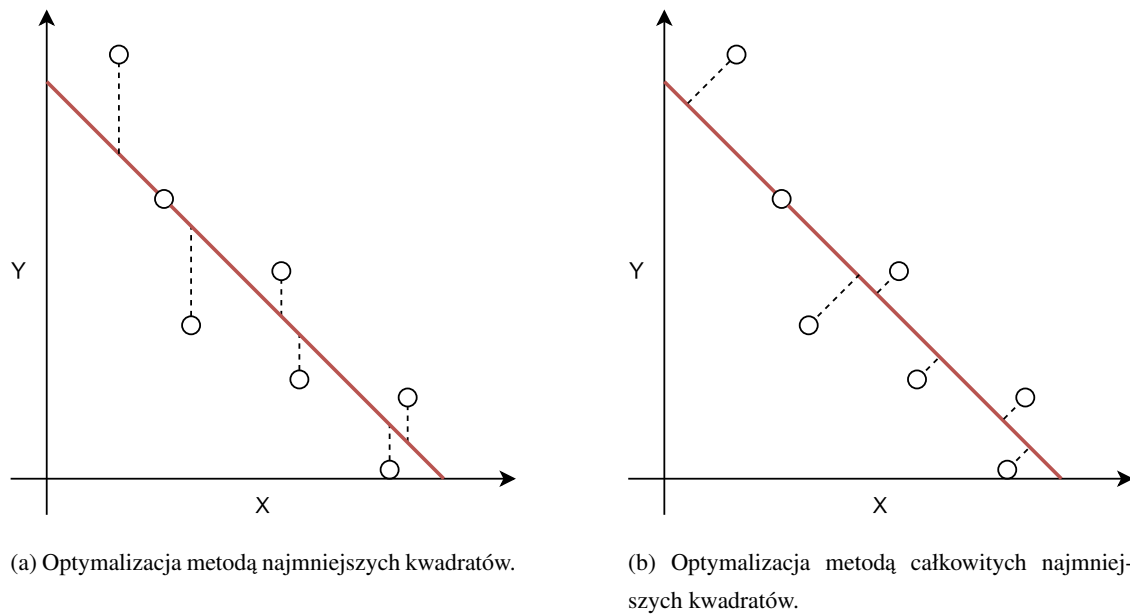 Y
X
(a) Optymalizacja metodą najmniejszych kwadratów.
Y
X
(b) Optymalizacja metodą całkowitych najmniej-
szych kwadratów.